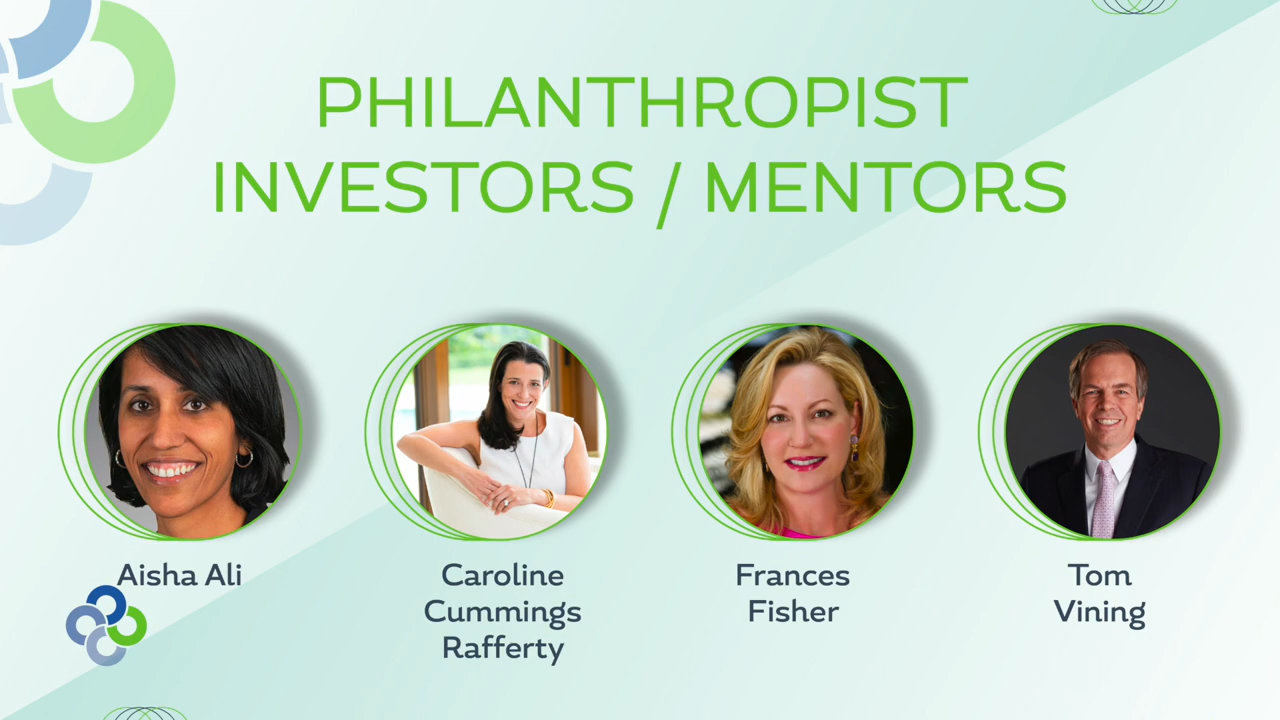 PHILANTHROPIST
INVESTORS / MENTORS
Aisha Ali
Caroline
Cummings
Rafferty
Frances
Fisher
Tom
Vining